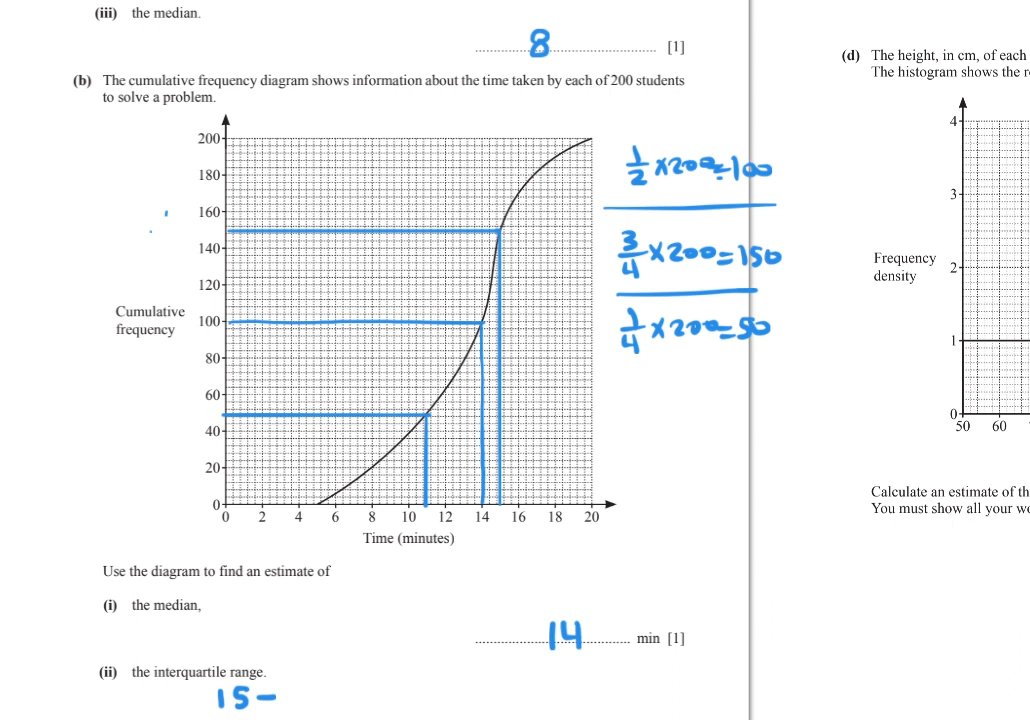 (iii) the median.
8 [1]
(b) The cumulative frequency diagram shows information about the time taken by each of 200 students
to solve a problem.
200
180
160
140
120
100
80
60
40
20
0
Cumulative
frequency
0 2 4 6 8 10 12 14 16 18 20
Time (minutes)
1/2 × 200 = 100
3/4 × 200 = 150
1/4 × 200 = 50
Use the diagram to find an estimate of
(i) the median,
14 min [1]
(ii) the interquartile range.
15 -
(d) The height, in cm, of each
The histogram shows the
4
3
2
1
0
Frequency
density
50 60
Calculate an estimate of
You must show all your